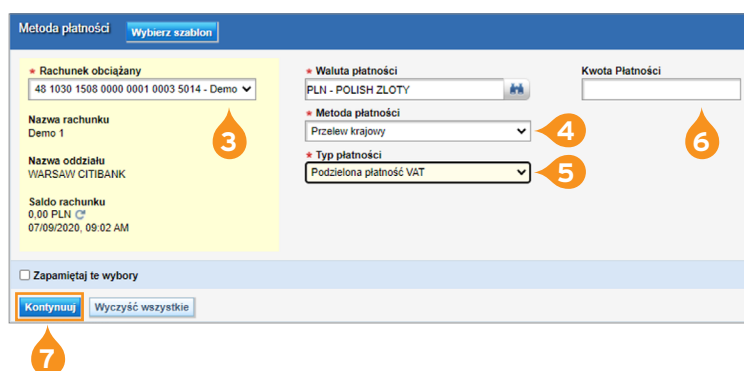 Metoda płatności
Wybierz szablon
* Rachunek obciążany
48 1030 1508 0000 0001 0003 5014 - Demo
3
Nazwa rachunku
Demo 1
Nazwa oddziału
WARSAW CITIBANK
Saldo rachunku
0,00 PLN
07/09/2020, 09:02 AM
* Waluta płatności
PLN - POLISH ZLOTY
* Metoda płatności
Przelew krajowy
4
* Typ płatności
Podzielona płatność VAT
5
Kwota Płatności
6
Zapamiętaj te wybory
Kontynuuj
Wyczyść wszystkie
7